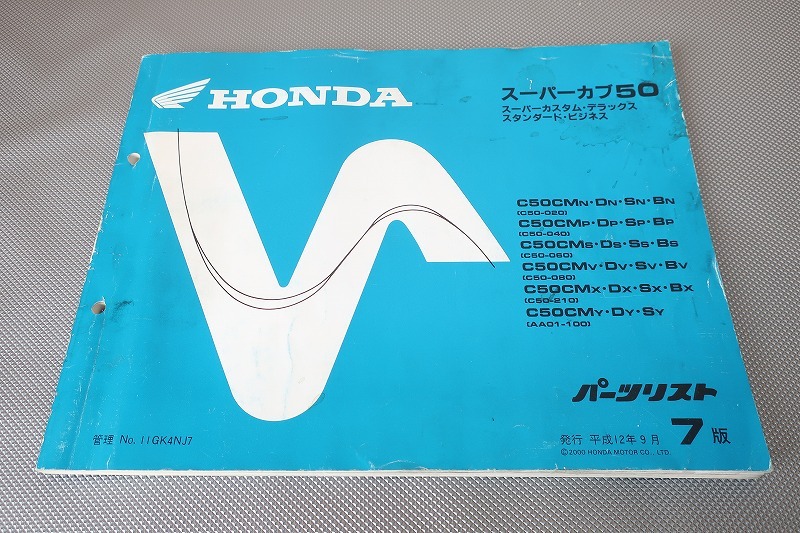 HONDA
スーパーカブ50
スーパーカスタム・デラックス
スタンダード・ビジネス
C50CMN・DN・SN・BN
(C50-020)
C50CMP・DP・SP・BP
(C50-040)
C50CMS・DS・SS・BS
(C50-060)
C50CMV・DV・SV・BV
(C50-080)
C50CMX・DX・SX・BX
(C50-210)
C50CMY・DY・SY
(AA01-100)
パーツリスト
管理 No. 11GK4NJ7
発行 平成12年9月 7版
©2000 HONDA MOTOR CO., LTD.